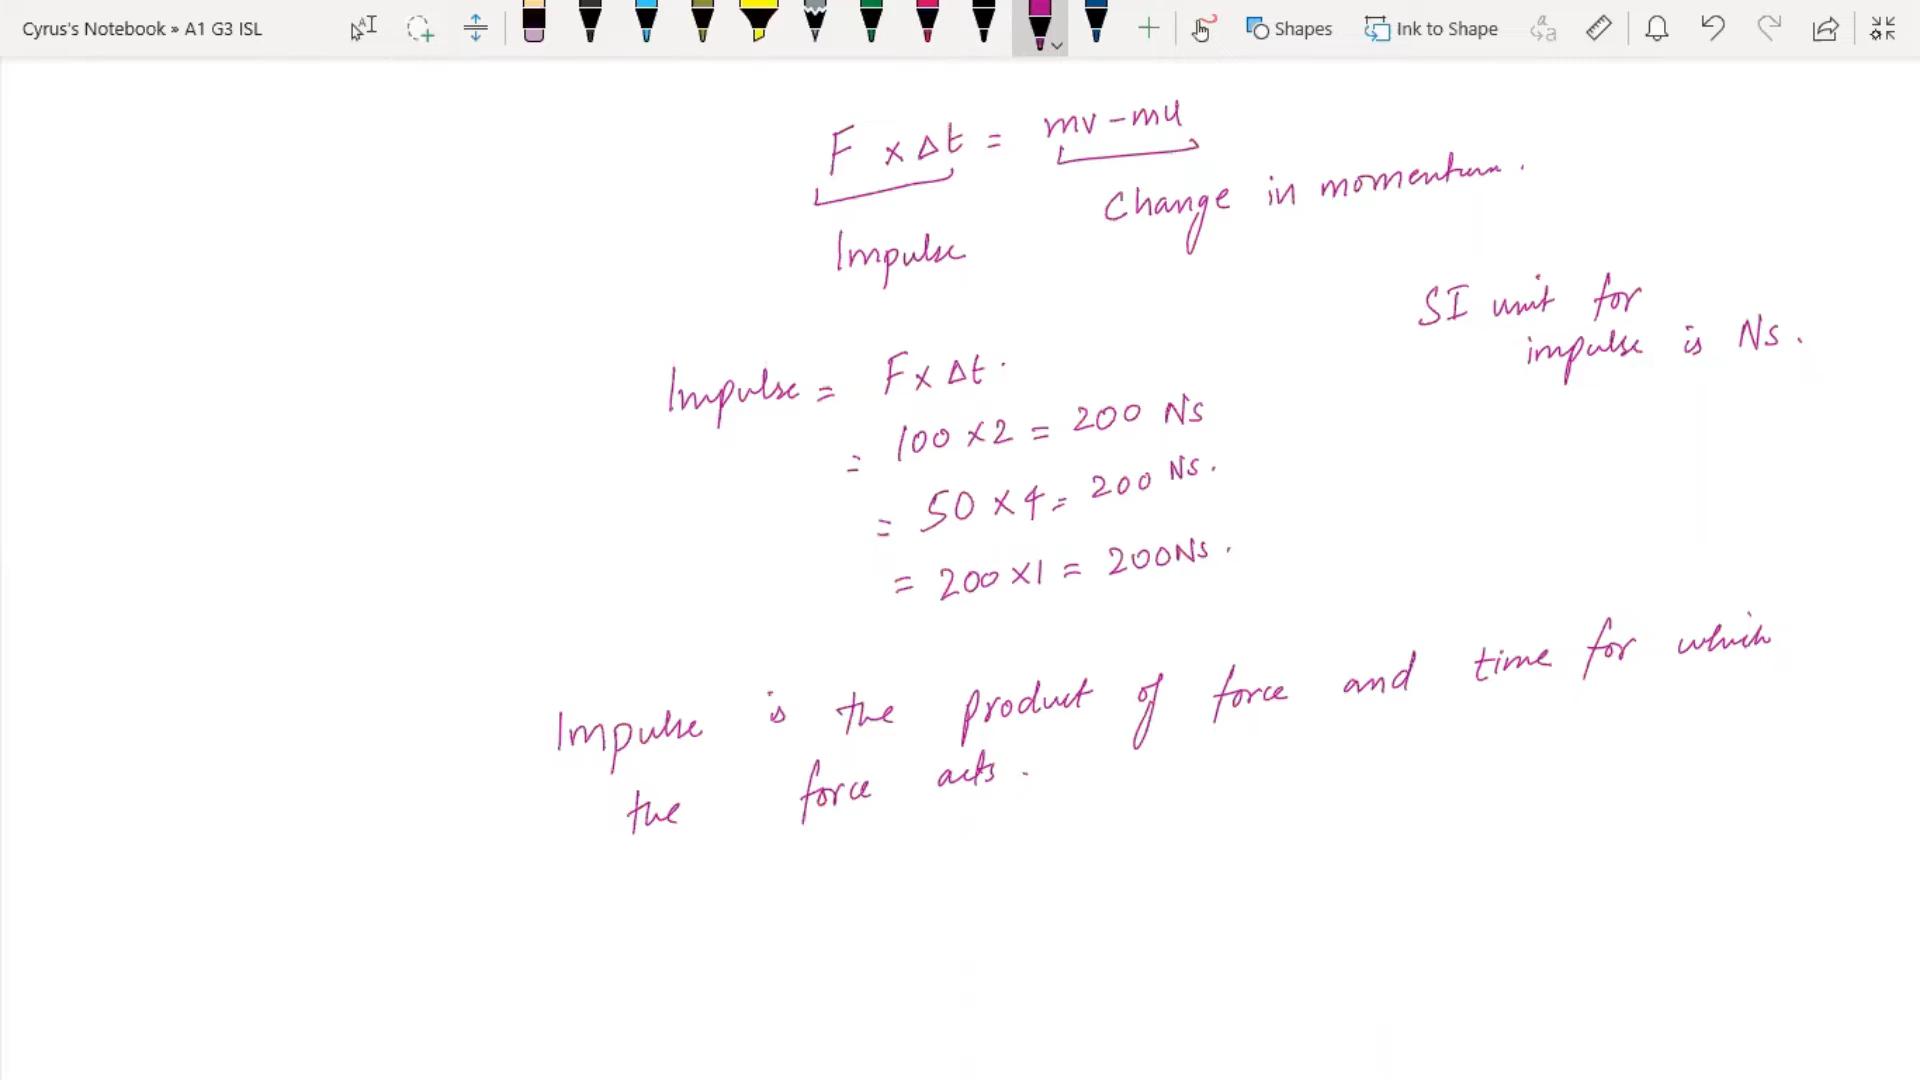 Cyrus's Notebook » A1 G3 ISL
Shapes
Ink to Shape
F × Δt = mv - mu
Impulse
Change in momentum.
SI unit for
impulse is Ns.
Impulse = F × Δt.
= 100 × 2 = 200 Ns
= 50 × 4 = 200 Ns.
= 200 × 1 = 200 Ns.
Impulse is the product of force and time for which
the force acts.